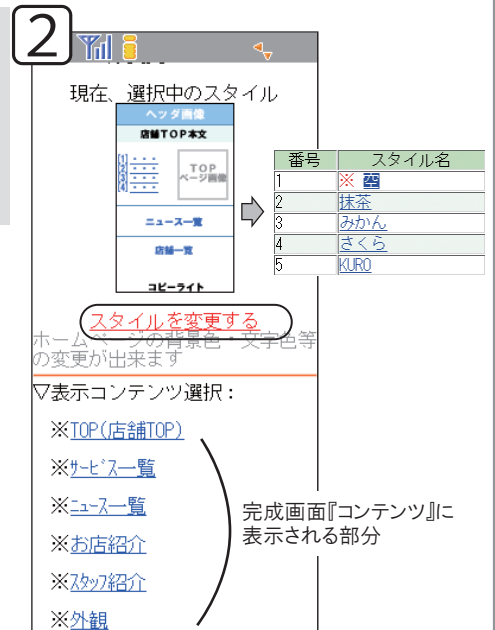 2
現在、選択中のスタイル
ヘッダ画像
店舗TOP本文
[1]
[2]
[3]
[4]
TOP
ページ画像
ニュース一覧
店舗一覧
コピーライト
番号 スタイル名
1 ※ 空
2 抹茶
3 みかん
4 さくら
5 KURO
スタイルを変更する
ホームページの背景色・文字色等
の変更が出来ます
▽表示コンテンツ選択：
※TOP(店舗TOP)
※ｻｰﾋﾞｽ一覧
※ﾆｭｰｽ一覧
※お店紹介
※ｽﾀｯﾌ紹介
※外観
完成画面『コンテンツ』に
表示される部分